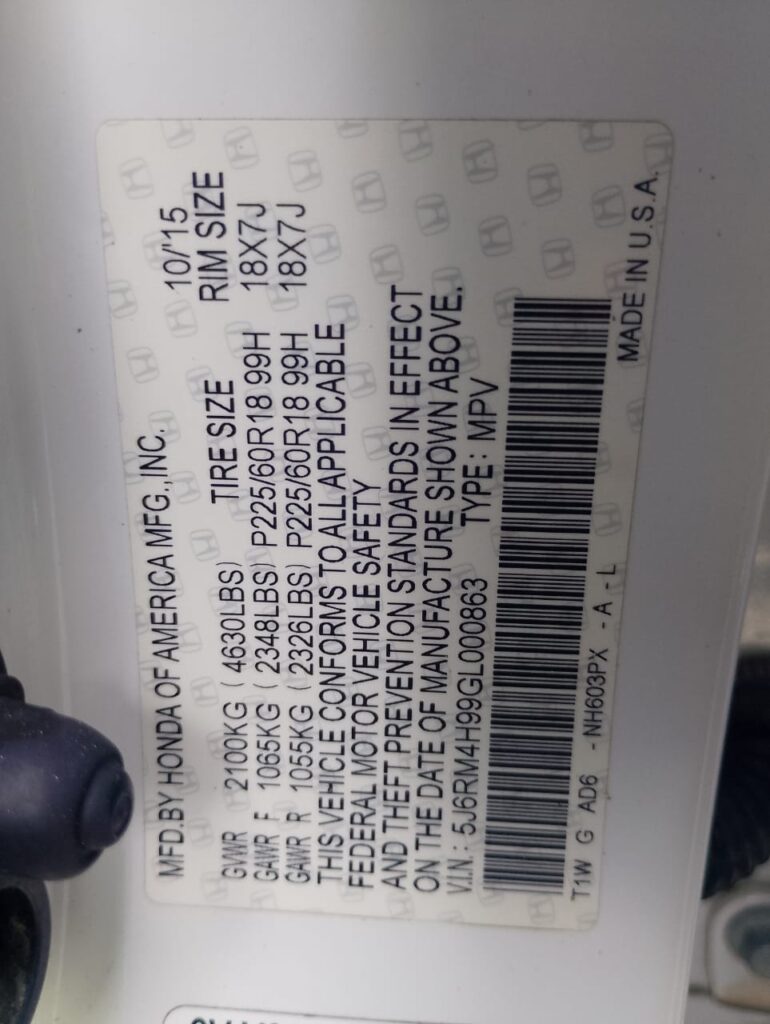 MFD.BY HONDA OF AMERICA MFG.,INC. 10/'15
GVWR 2100KG ( 4630LBS) TIRE SIZE RIM SIZE
GAWR F 1065KG ( 2348LBS) P225/60R18 99H 18X7J
GAWR R 1055KG ( 2326LBS) P225/60R18 99H 18X7J
THIS VEHICLE CONFORMS TO ALL APPLICABLE
FEDERAL MOTOR VEHICLE SAFETY
AND THEFT PREVENTION STANDARDS IN EFFECT
ON THE DATE OF MANUFACTURE SHOWN ABOVE.
V.I.N.: 5J6RM4H99GL000863 TYPE: MPV
T1W G AD6 -NH603PX -A -L
MADE IN U.S.A.